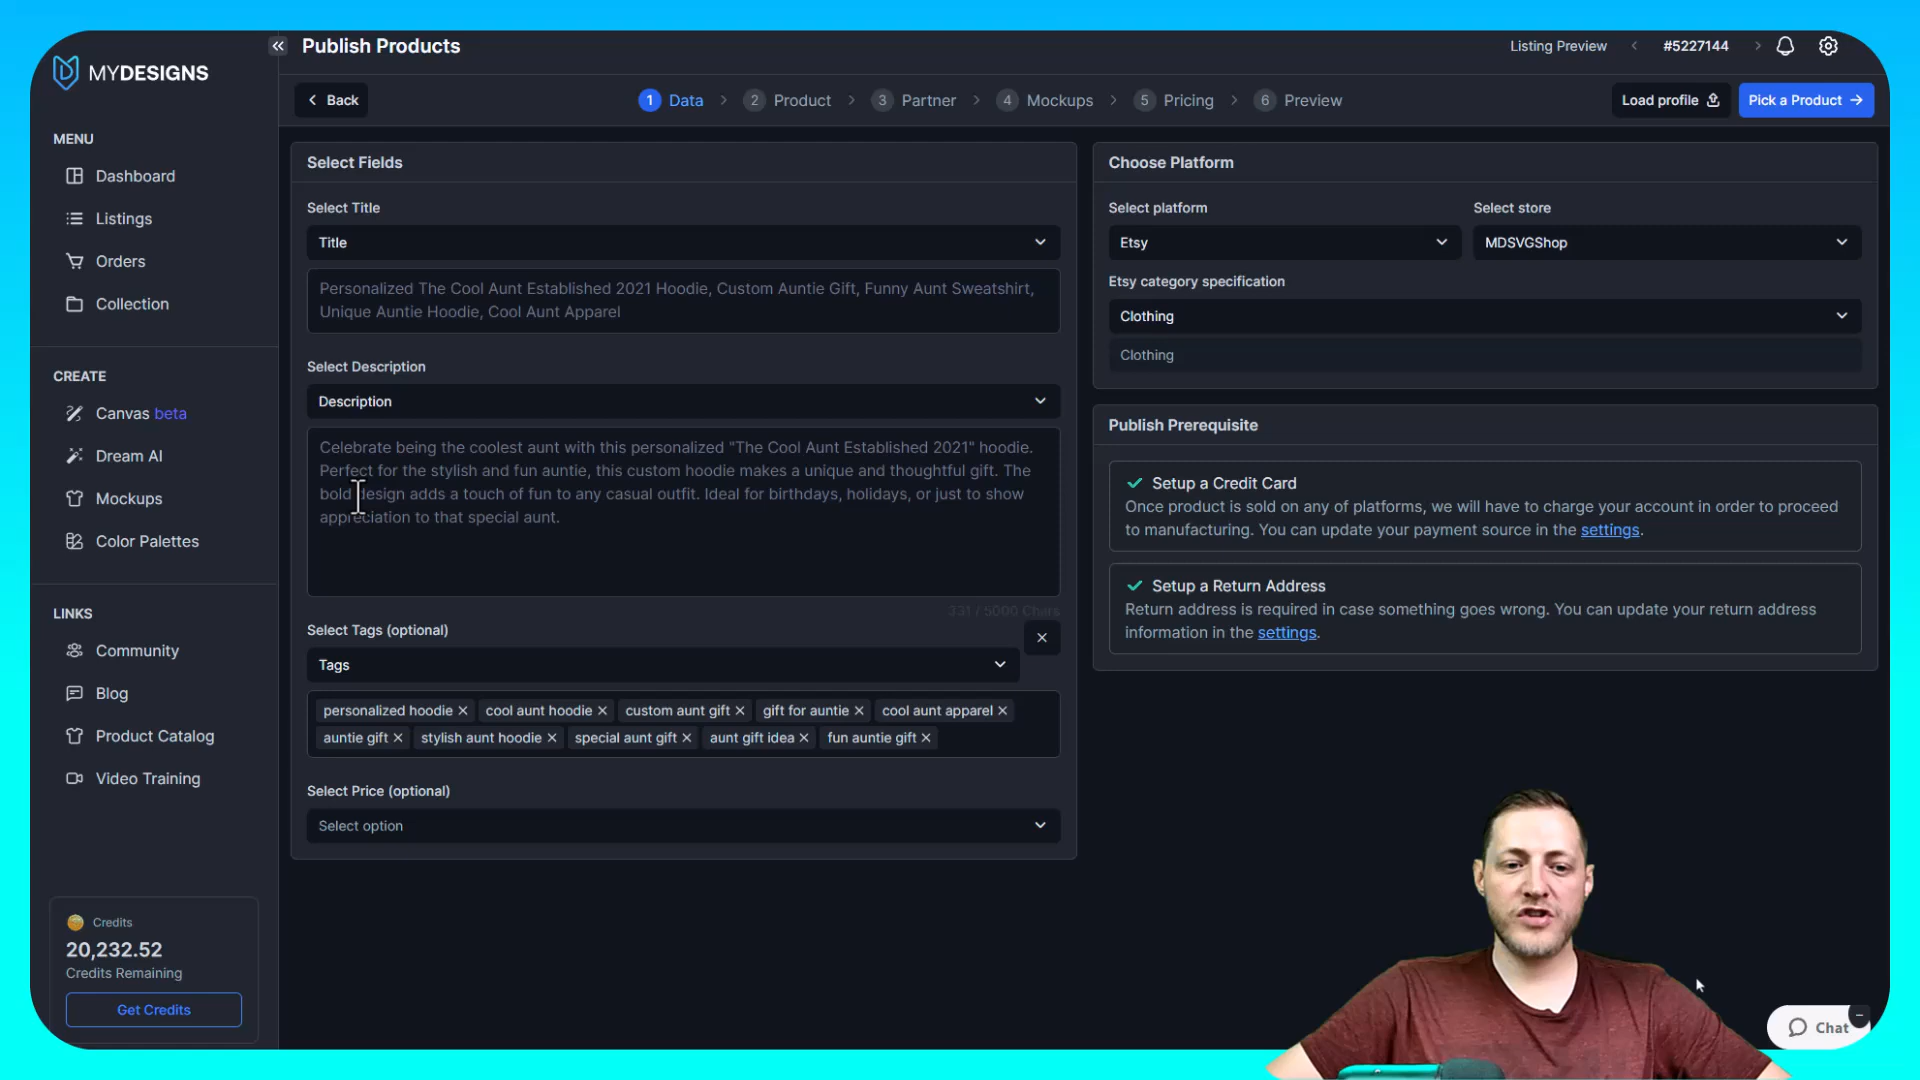 MYDESIGNS
Publish Products
Listing Preview
#5227144
Back
1 Data
2 Product
3 Partner
4 Mockups
5 Pricing
6 Preview
Load profile
Pick a Product
MENU
Dashboard
Listings
Orders
Collection
CREATE
Canvas beta
Dream AI
Mockups
Color Palettes
LINKS
Community
Blog
Product Catalog
Video Training
Credits
20,232.52
Credits Remaining
Get Credits
Select Fields
Select Title
Title
Personalized The Cool Aunt Established 2021 Hoodie, Custom Auntie Gift, Funny Aunt Sweatshirt,
Unique Auntie Hoodie, Cool Aunt Apparel
Select Description
Description
Celebrate being the coolest aunt with this personalized "The Cool Aunt Established 2021" hoodie.
Perfect for the stylish and fun auntie, this custom hoodie makes a unique and thoughtful gift. The
bold design adds a touch of fun to any casual outfit. Ideal for birthdays, holidays, or just to show
appreciation to that special aunt.
331 / 5000 Chars
Select Tags (optional)
Tags
personalized hoodie × cool aunt hoodie × custom aunt gift × gift for auntie × cool aunt apparel ×
auntie gift × stylish aunt hoodie × special aunt gift × aunt gift idea × fun auntie gift ×
Select Price (optional)
Select option
Choose Platform
Select platform
Select store
Etsy
MDSVGShop
Etsy category specification
Clothing
Clothing
Publish Prerequisite
Setup a Credit Card
Once product is sold on any of platforms, we will have to charge your account in order to proceed
to manufacturing. You can update your payment source in the settings.
Setup a Return Address
Return address is required in case something goes wrong. You can update your return address
information in the settings.
Chat